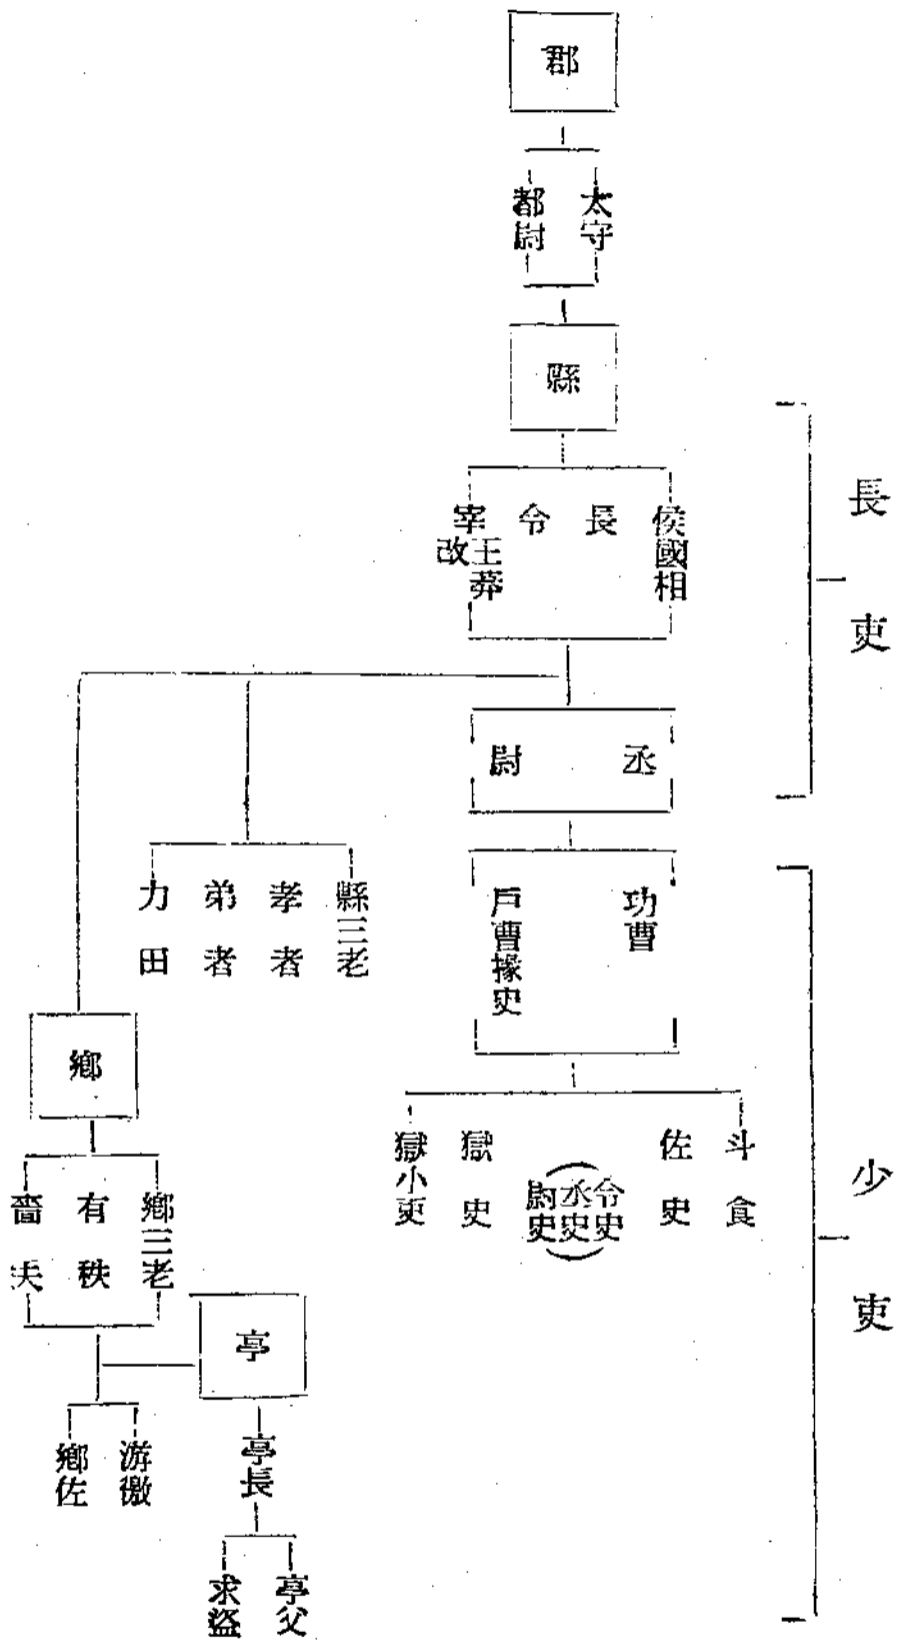 郡
太守
都尉
縣
長吏
侯國相
長
令
宰王莽改
丞
尉
功曹
戶曹掾史
縣三老
孝者
弟者
力田
少吏
斗食
佐史
(令史
丞史
尉史)
獄史
獄小吏
鄉
鄉三老
有秩
嗇夫
亭
游徼
鄉佐
亭長
亭父
求盜